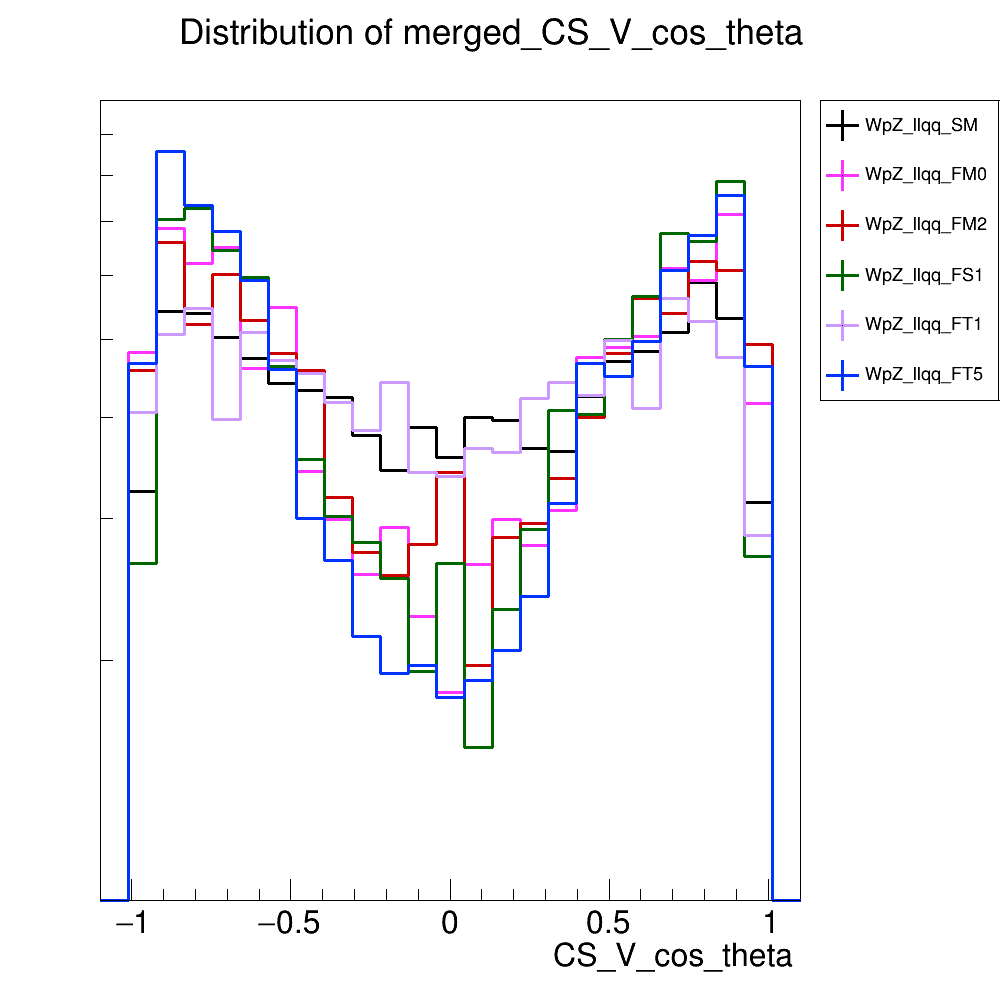 Distribution of merged_CS_V_cos_theta
WpZ_llqq_SM
WpZ_llqq_FM0
WpZ_llqq_FM2
WpZ_llqq_FS1
WpZ_llqq_FT1
WpZ_llqq_FT5
−1 −0.5 0 0.5 1
CS_V_cos_theta